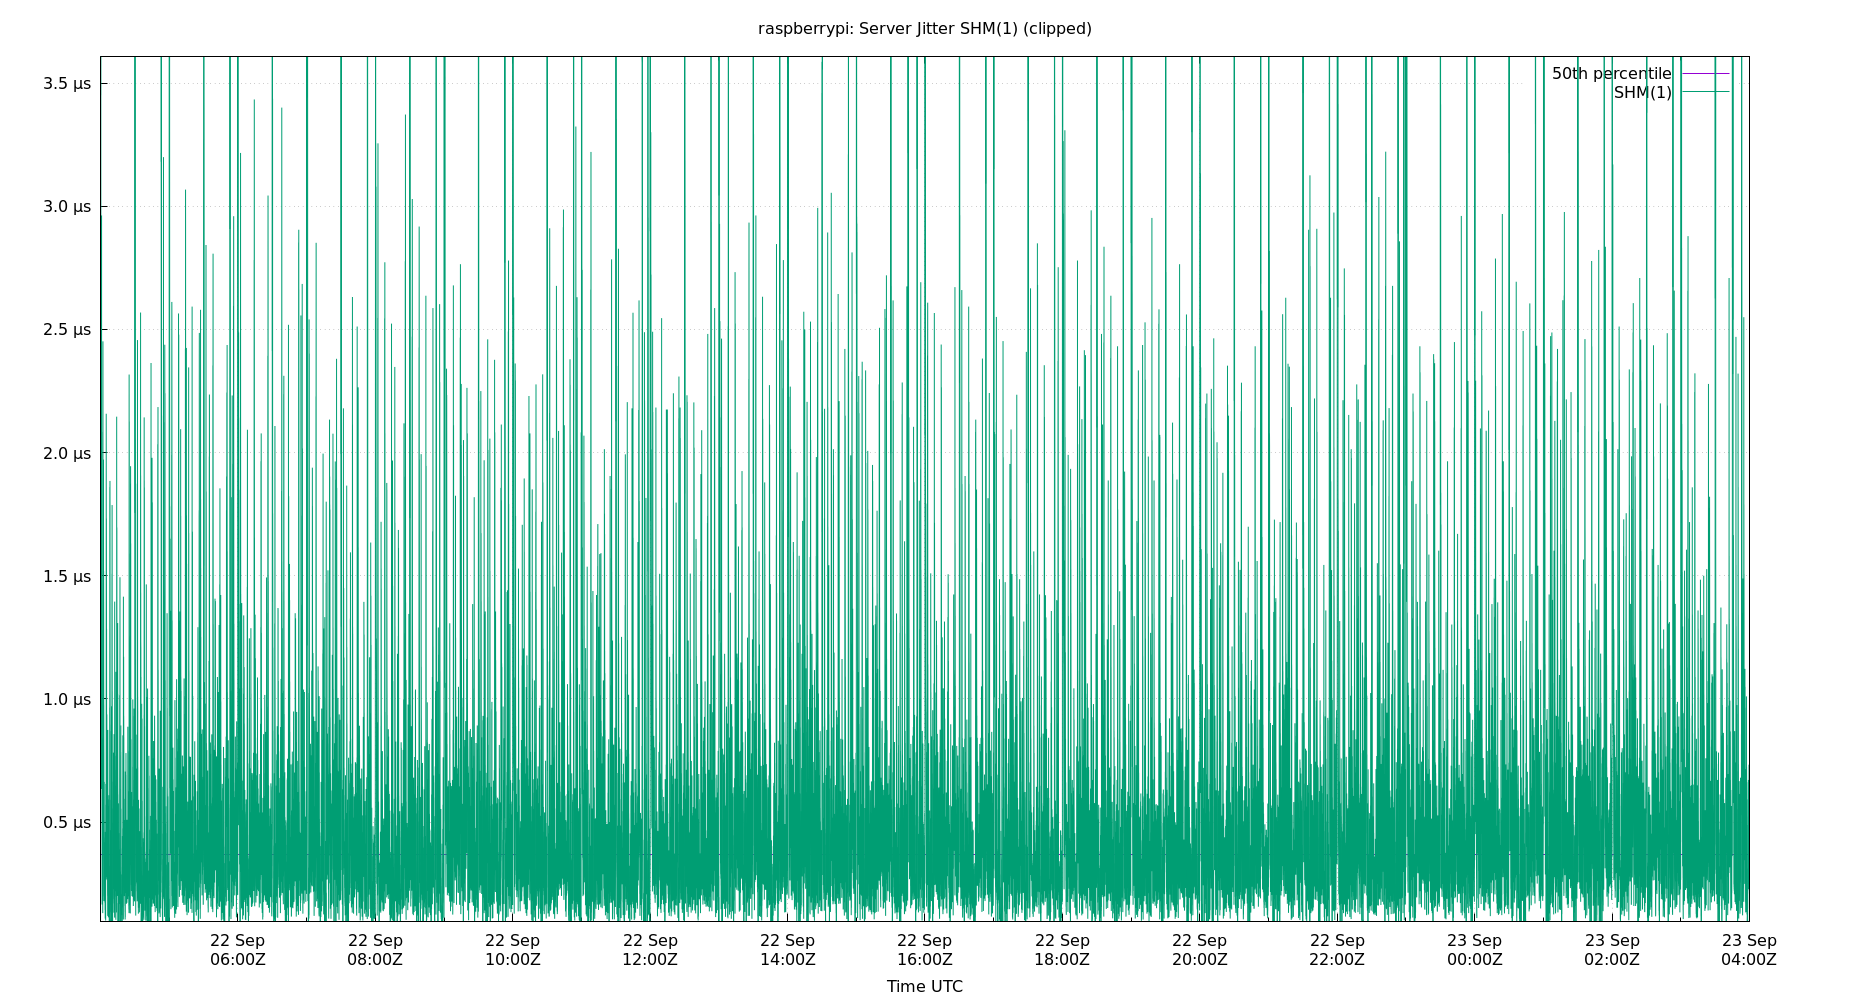 raspberrypi: Server Jitter SHM(1) (clipped)
3.5 µs
3.0 µs
2.5 µs
2.0 µs
1.5 µs
1.0 µs
0.5 µs
50th percentile
SHM(1)
22 Sep 22 Sep 22 Sep 22 Sep 22 Sep 22 Sep 22 Sep 22 Sep 22 Sep 23 Sep 23 Sep 23 Sep
06:00Z 08:00Z 10:00Z 12:00Z 14:00Z 16:00Z 18:00Z 20:00Z 22:00Z 00:00Z 02:00Z 04:00Z
Time UTC